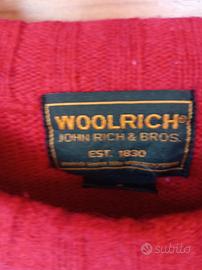 WOOLRICH®
JOHN RICH & BROS.
EST. 1830
subito